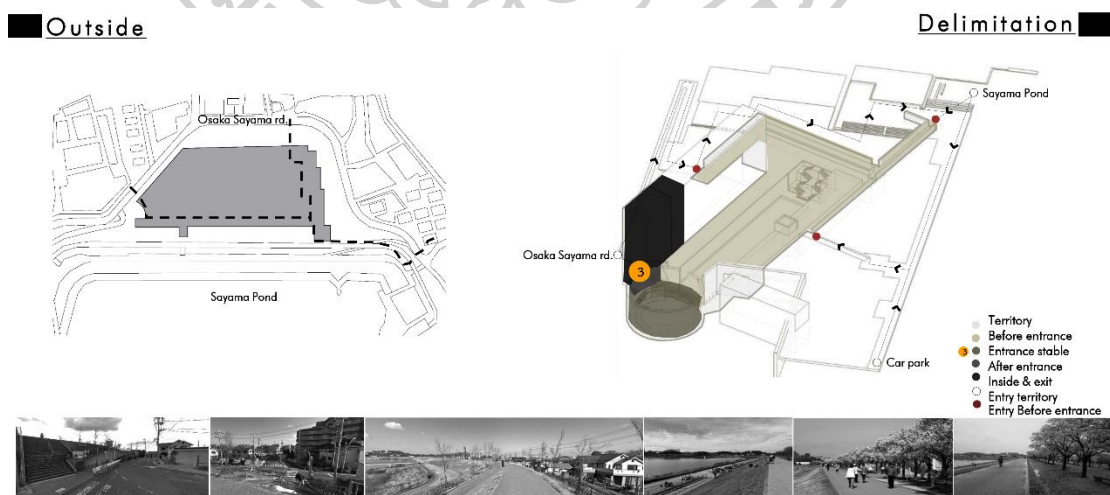 Outside
Delimitation
Osaka Sayama rd.
Sayama Pond
Sayama Pond
Osaka Sayama rd.
3
Car park
Territory
Before entrance
3 Entrance stable
After entrance
Inside & exit
Entry territory
Entry Before entrance